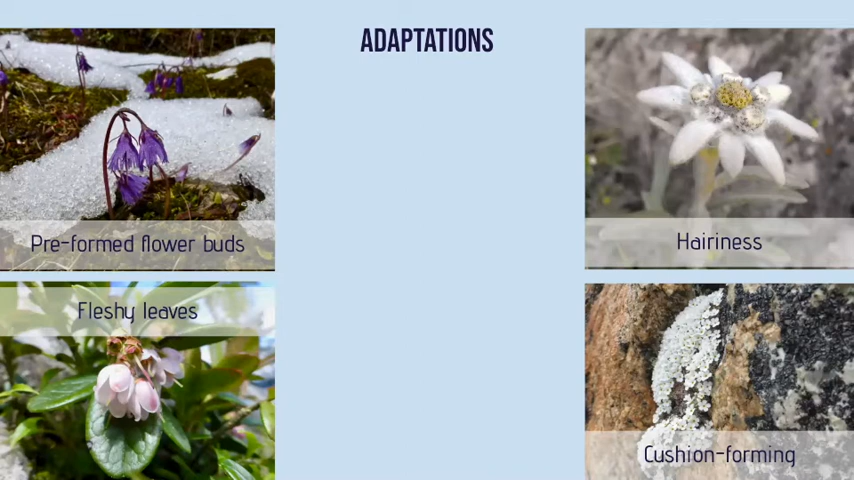 ADAPTATIONS
Pre-formed flower buds
Hairiness
Fleshy leaves
Cushion-forming